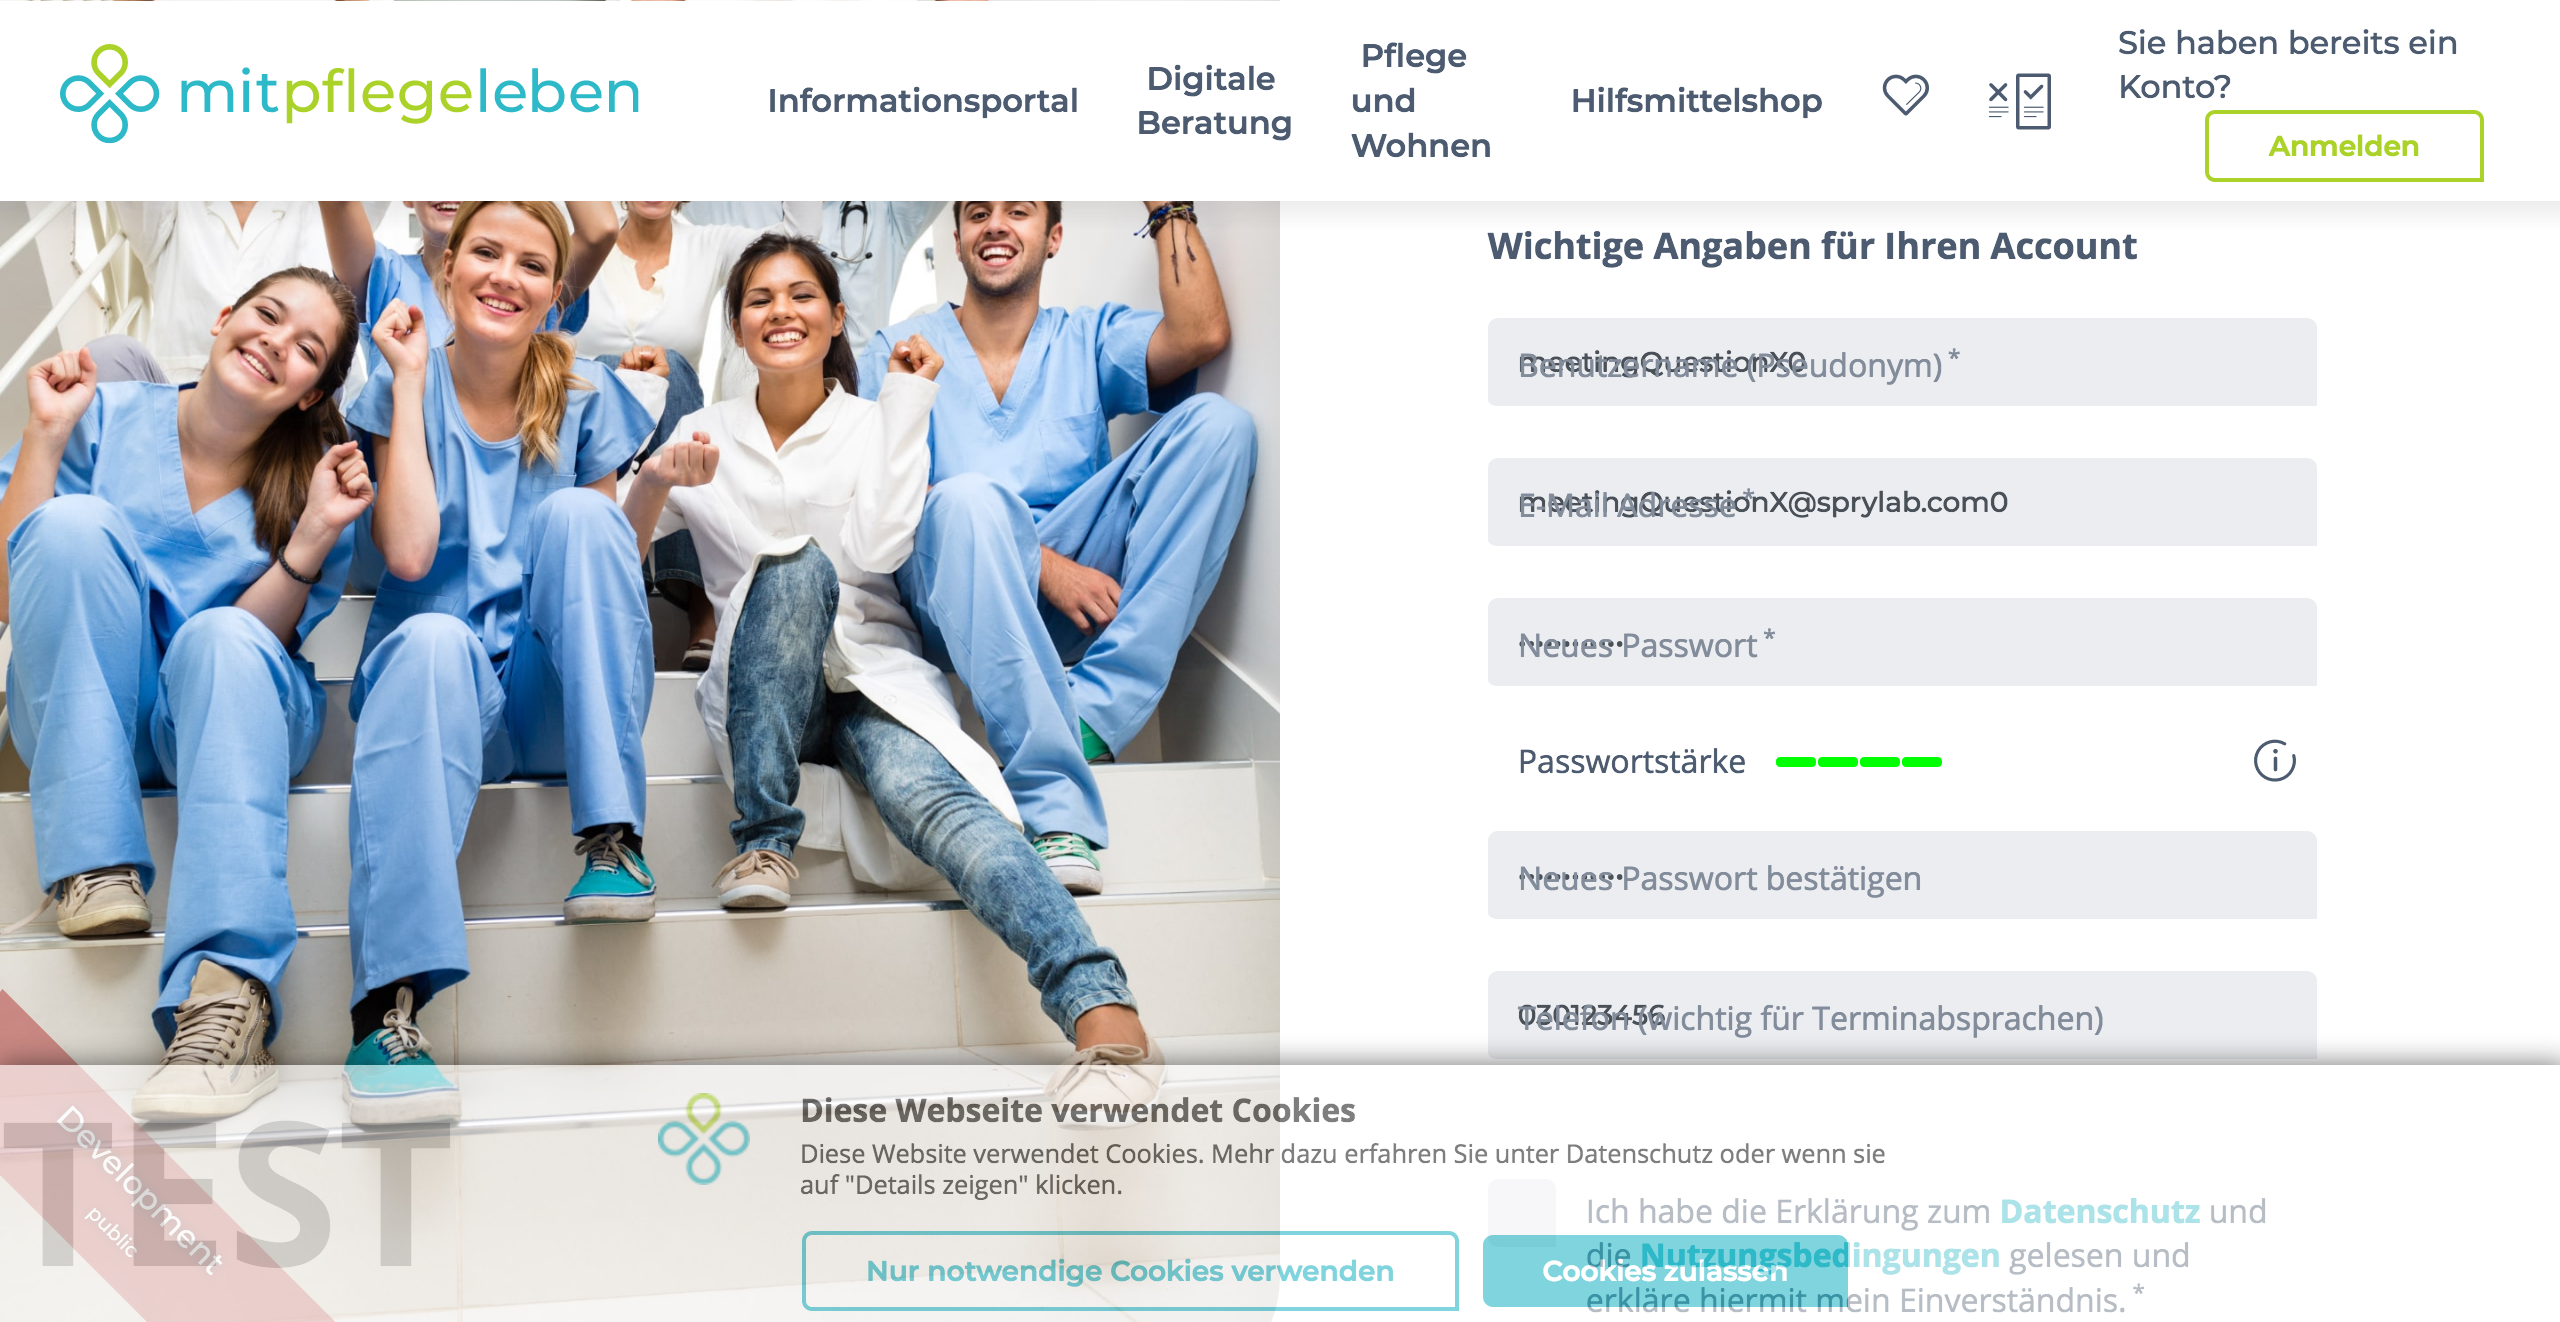 mitpflegeleben
Informationsportal
Digitale
Beratung
Pflege
und
Wohnen
Hilfsmittelshop
Sie haben bereits ein
Konto?
Anmelden
Wichtige Angaben für Ihren Account
Benutzername (Pseudonym) *
meetingQuestionX0
E-Mail Adresse *
meetingQuestionX@sprylab.com0
Neues Passwort *
Passwortstärke
Neues Passwort bestätigen
Telefon (wichtig für Terminabsprachen)
030123456
Diese Webseite verwendet Cookies
Diese Website verwendet Cookies. Mehr dazu erfahren Sie unter Datenschutz oder wenn sie
auf "Details zeigen" klicken.
Nur notwendige Cookies verwenden
Cookies zulassen
Ich habe die Erklärung zum Datenschutz und
die Nutzungsbedingungen gelesen und
erkläre hiermit mein Einverständnis. *
TEST
Development
public